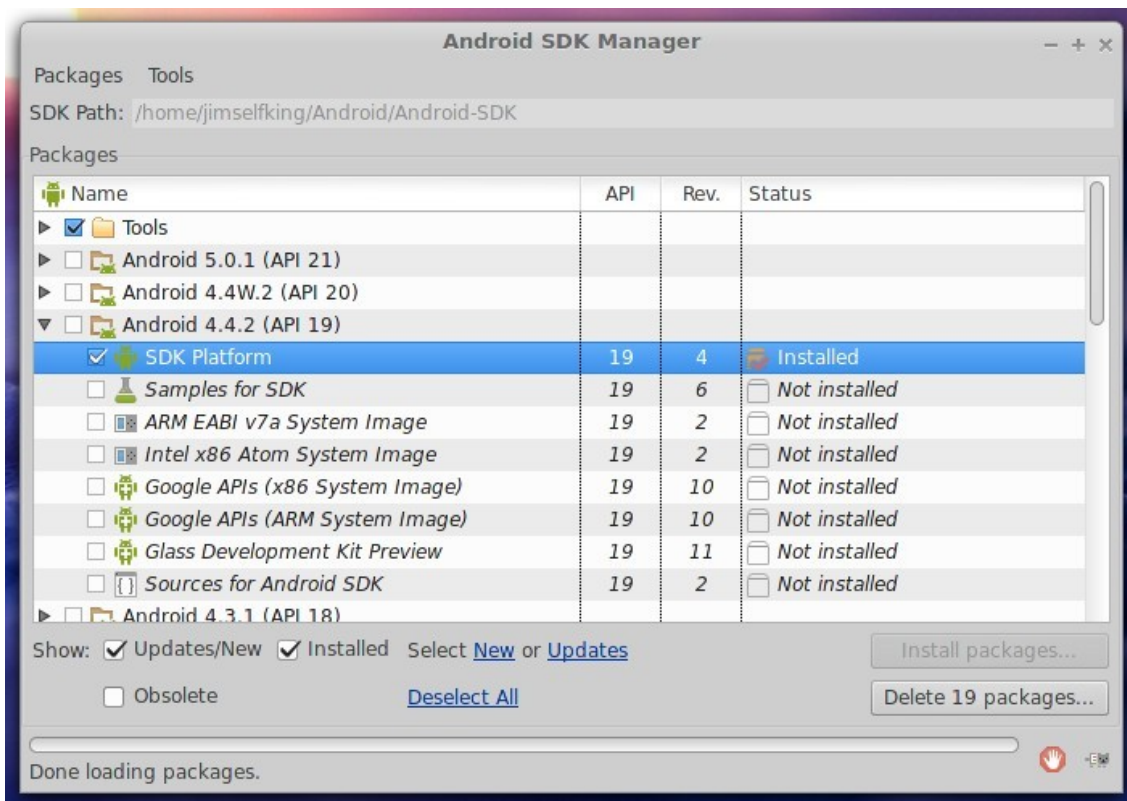 Android SDK Manager
Packages Tools
SDK Path: /home/jimselfking/Android/Android-SDK
Packages
Name API Rev. Status
Tools
Android 5.0.1 (API 21)
Android 4.4W.2 (API 20)
Android 4.4.2 (API 19)
SDK Platform 19 4 Installed
Samples for SDK 19 6 Not installed
ARM EABI v7a System Image 19 2 Not installed
Intel x86 Atom System Image 19 2 Not installed
Google APIs (x86 System Image) 19 10 Not installed
Google APIs (ARM System Image) 19 10 Not installed
Glass Development Kit Preview 19 11 Not installed
Sources for Android SDK 19 2 Not installed
Android 4.3.1 (API 18)
Show: Updates/New Installed Select New or Updates Install packages...
Obsolete Deselect All Delete 19 packages...
Done loading packages.